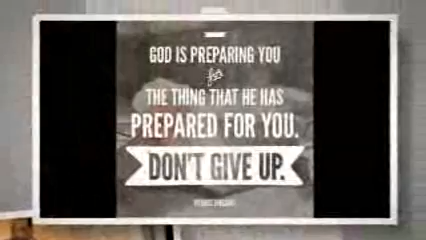 GOD IS PREPARING YOU
for
THE THING THAT HE HAS
PREPARED FOR YOU.
DON'T GIVE UP.